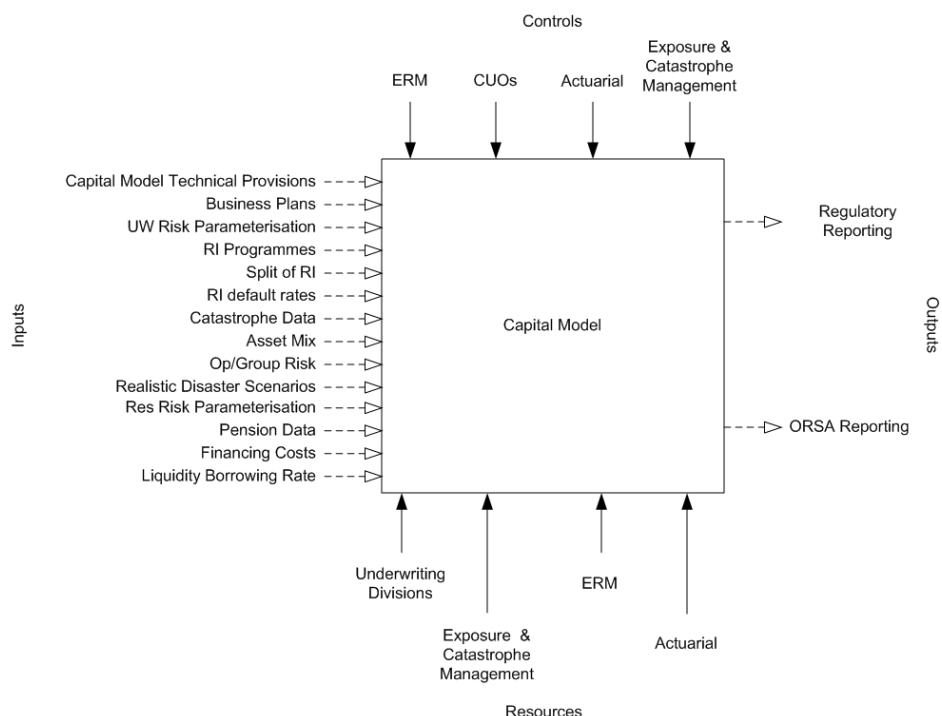 Controls
ERM
CUOs
Actuarial
Exposure &
Catastrophe
Management
Inputs
Capital Model Technical Provisions
Business Plans
UW Risk Parameterisation
RI Programmes
Split of RI
RI default rates
Catastrophe Data
Asset Mix
Op/Group Risk
Realistic Disaster Scenarios
Res Risk Parameterisation
Pension Data
Financing Costs
Liquidity Borrowing Rate
Capital Model
Regulatory
Reporting
ORSA Reporting
Outputs
Underwriting
Divisions
Exposure &
Catastrophe
Management
ERM
Actuarial
Resources